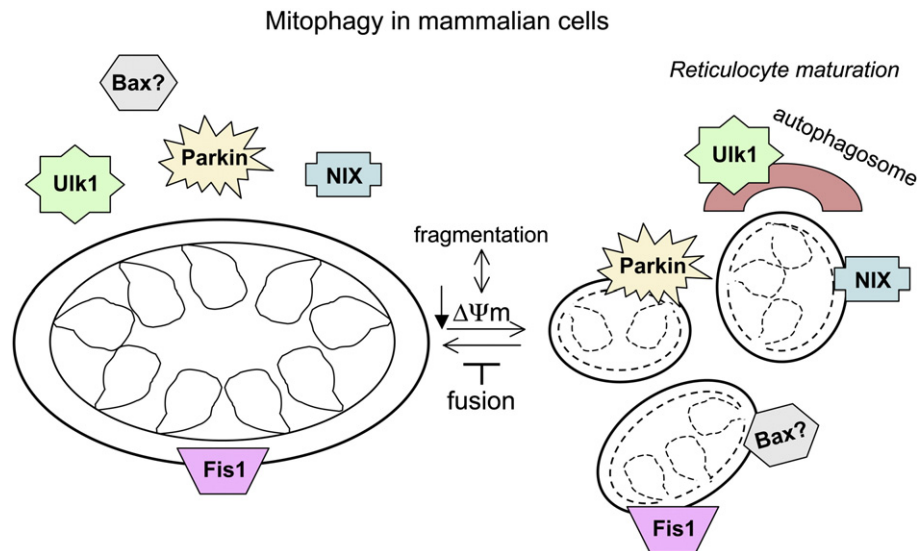 Mitophagy in mammalian cells
Bax?
Parkin
Ulk1
NIX
Fis1
fragmentation
ΔΨm
fusion
Reticulocyte maturation
autophagosome
Ulk1
Parkin
NIX
Bax?
Fis1